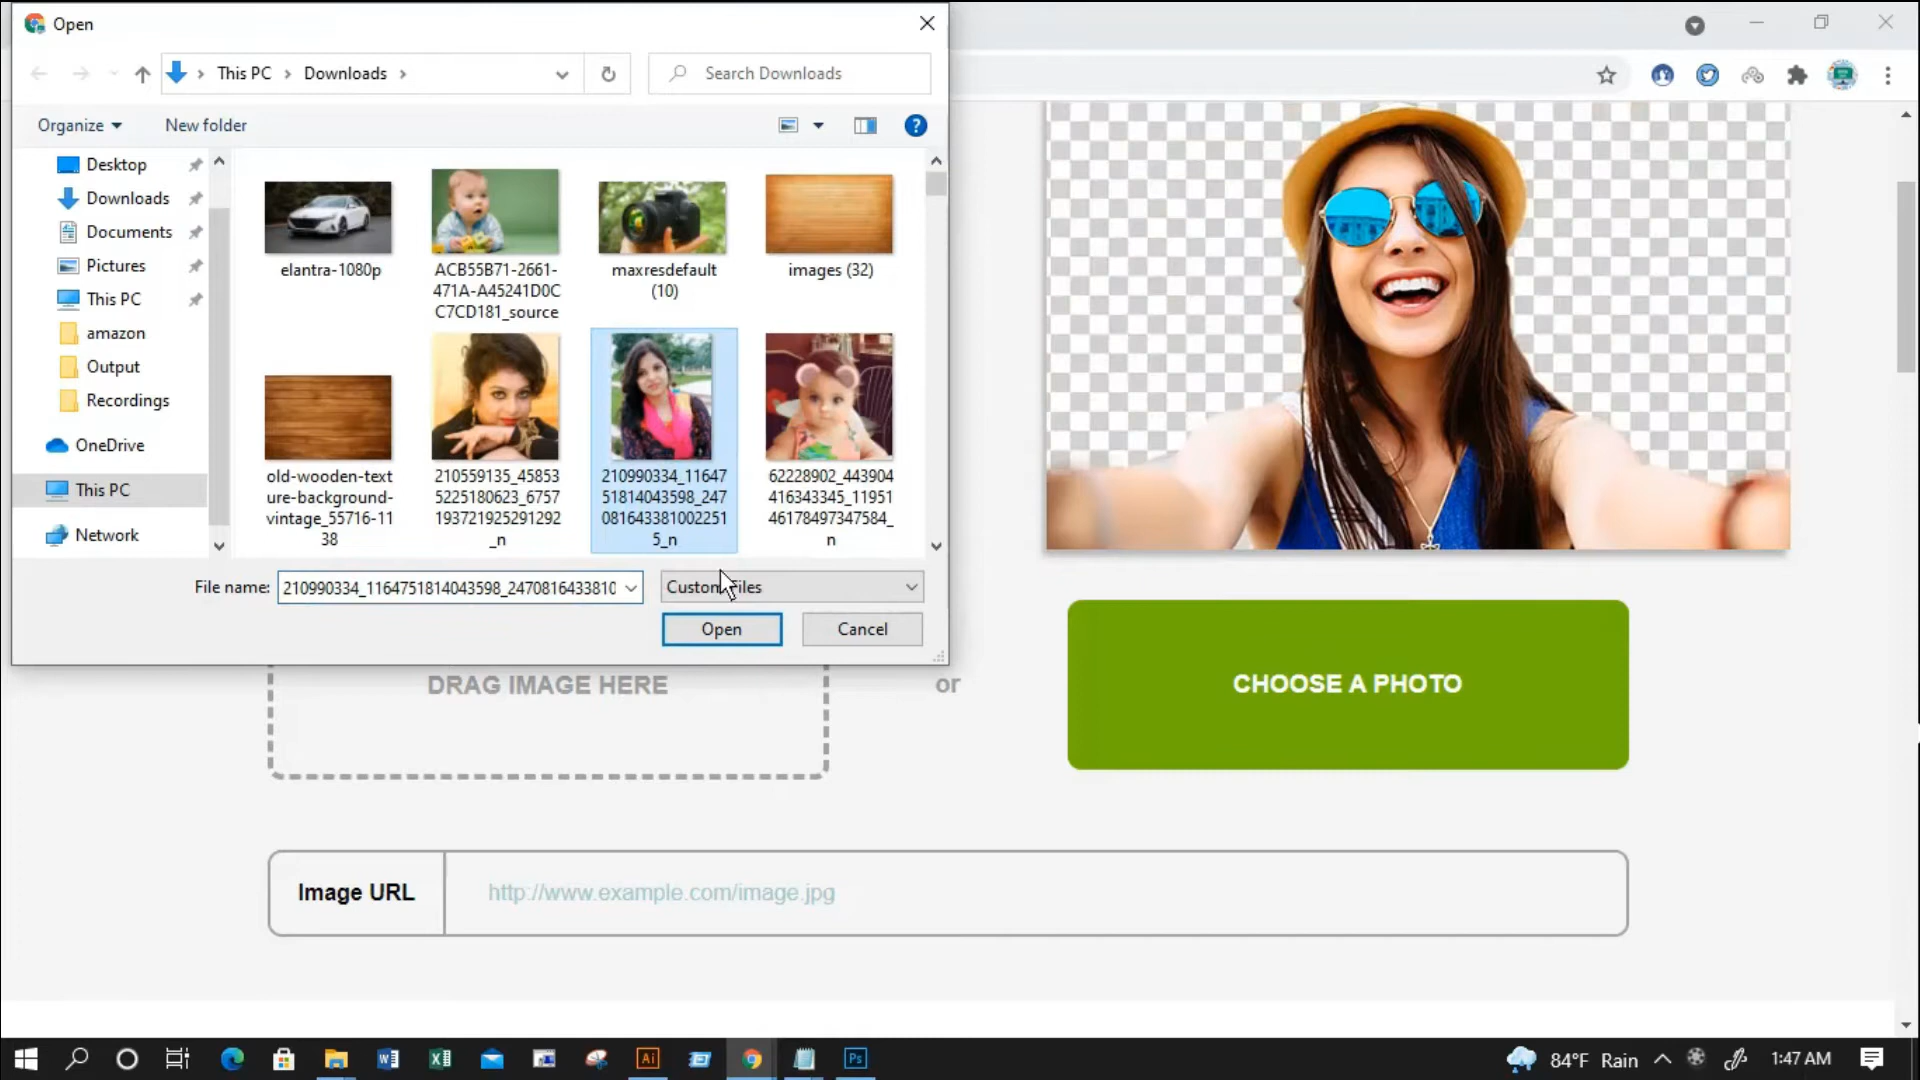 Open
This PC
Downloads
Search Downloads
Organize
New folder
Desktop
Downloads
Documents
Pictures
This PC
amazon
Output
Recordings
OneDrive
This PC
Network
elantra-1080p
ACB55B71-2661-
471A-A45241D0C
C7CD181_source
maxresdefault
(10)
images (32)
old-wooden-text
ure-background-
vintage_55716-11
38
210559135_45853
5225180623_6757
193721925291292
_n
210990334_11647
51814043598_247
081643381002251
5_n
62228902_443904
416343345_11951
46178497347584_
n
File name:
210990334_1164751814043598_2470816433810
Custom Files
Open
Cancel
DRAG IMAGE HERE
or
CHOOSE A PHOTO
Image URL
http://www.example.com/image.jpg
84°F Rain
1:47 AM